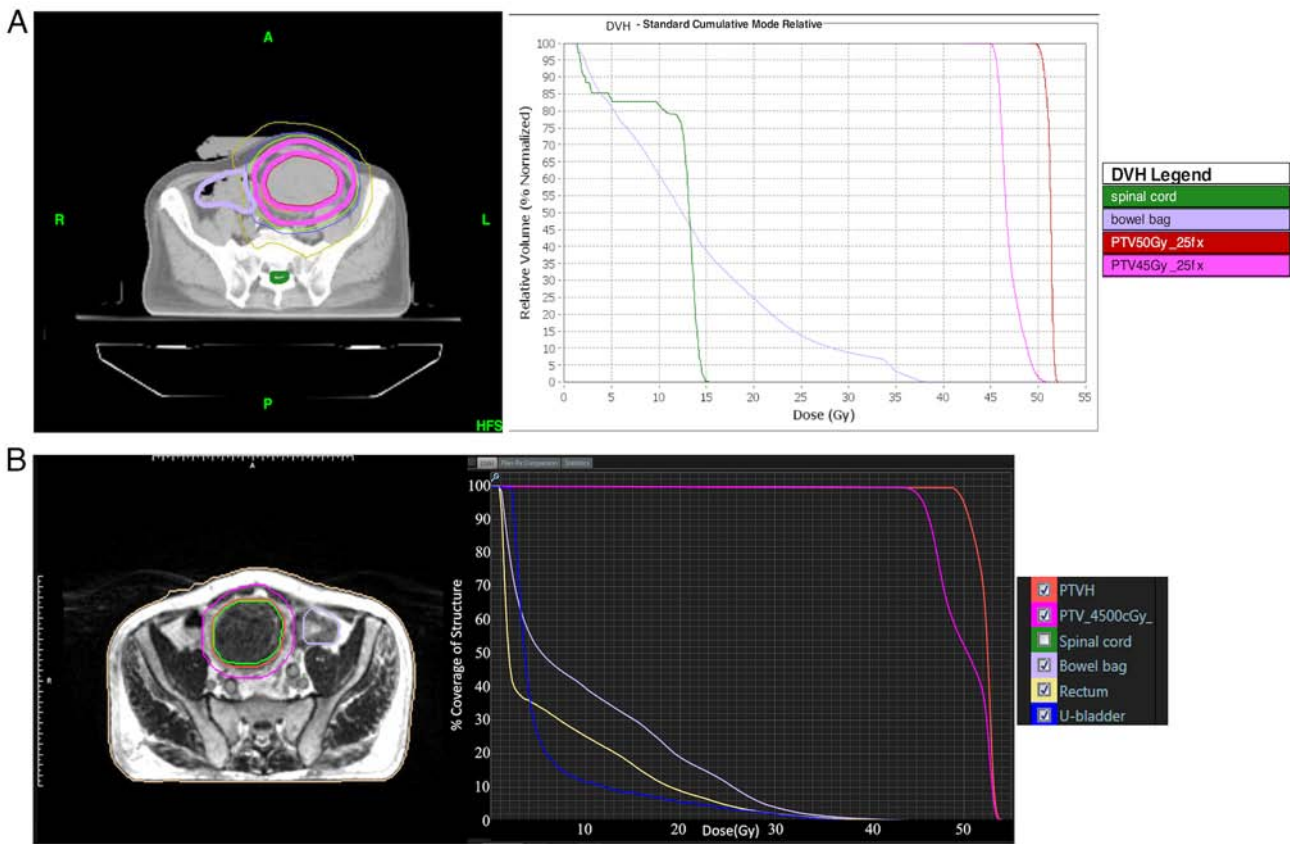 A
A
R
L
P
HFS
DVH - Standard Cumulative Mode Relative
Relative Volume (% Normalized)
100
95
90
85
80
75
70
65
60
55
50
45
40
35
30
25
20
15
10
5
0
0 5 10 15 20 25 30 35 40 45 50 55
Dose (Gy)
DVH Legend
spinal cord
bowel bag
PTV50Gy_25fx
PTV45Gy_25fx
B
A
R
% Coverage of Structure
100
90
80
70
60
50
40
30
20
10
0
10 20 30 40 50
Dose(Gy)
PTVH
PTV_4500cGy_
Spinal cord
Bowel bag
Rectum
U-bladder